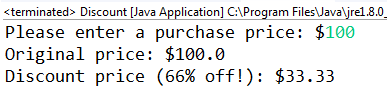 <terminated> Discount [Java Application] C:\Program Files\Java\jre1.8.0_
Please enter a purchase price: $100
Original price: $100.0
Discount price (66% off!): $33.33